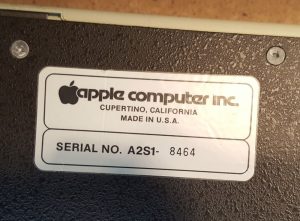 apple computer inc.
CUPERTINO, CALIFORNIA
MADE IN U.S.A.
SERIAL NO. A2S1- 8464